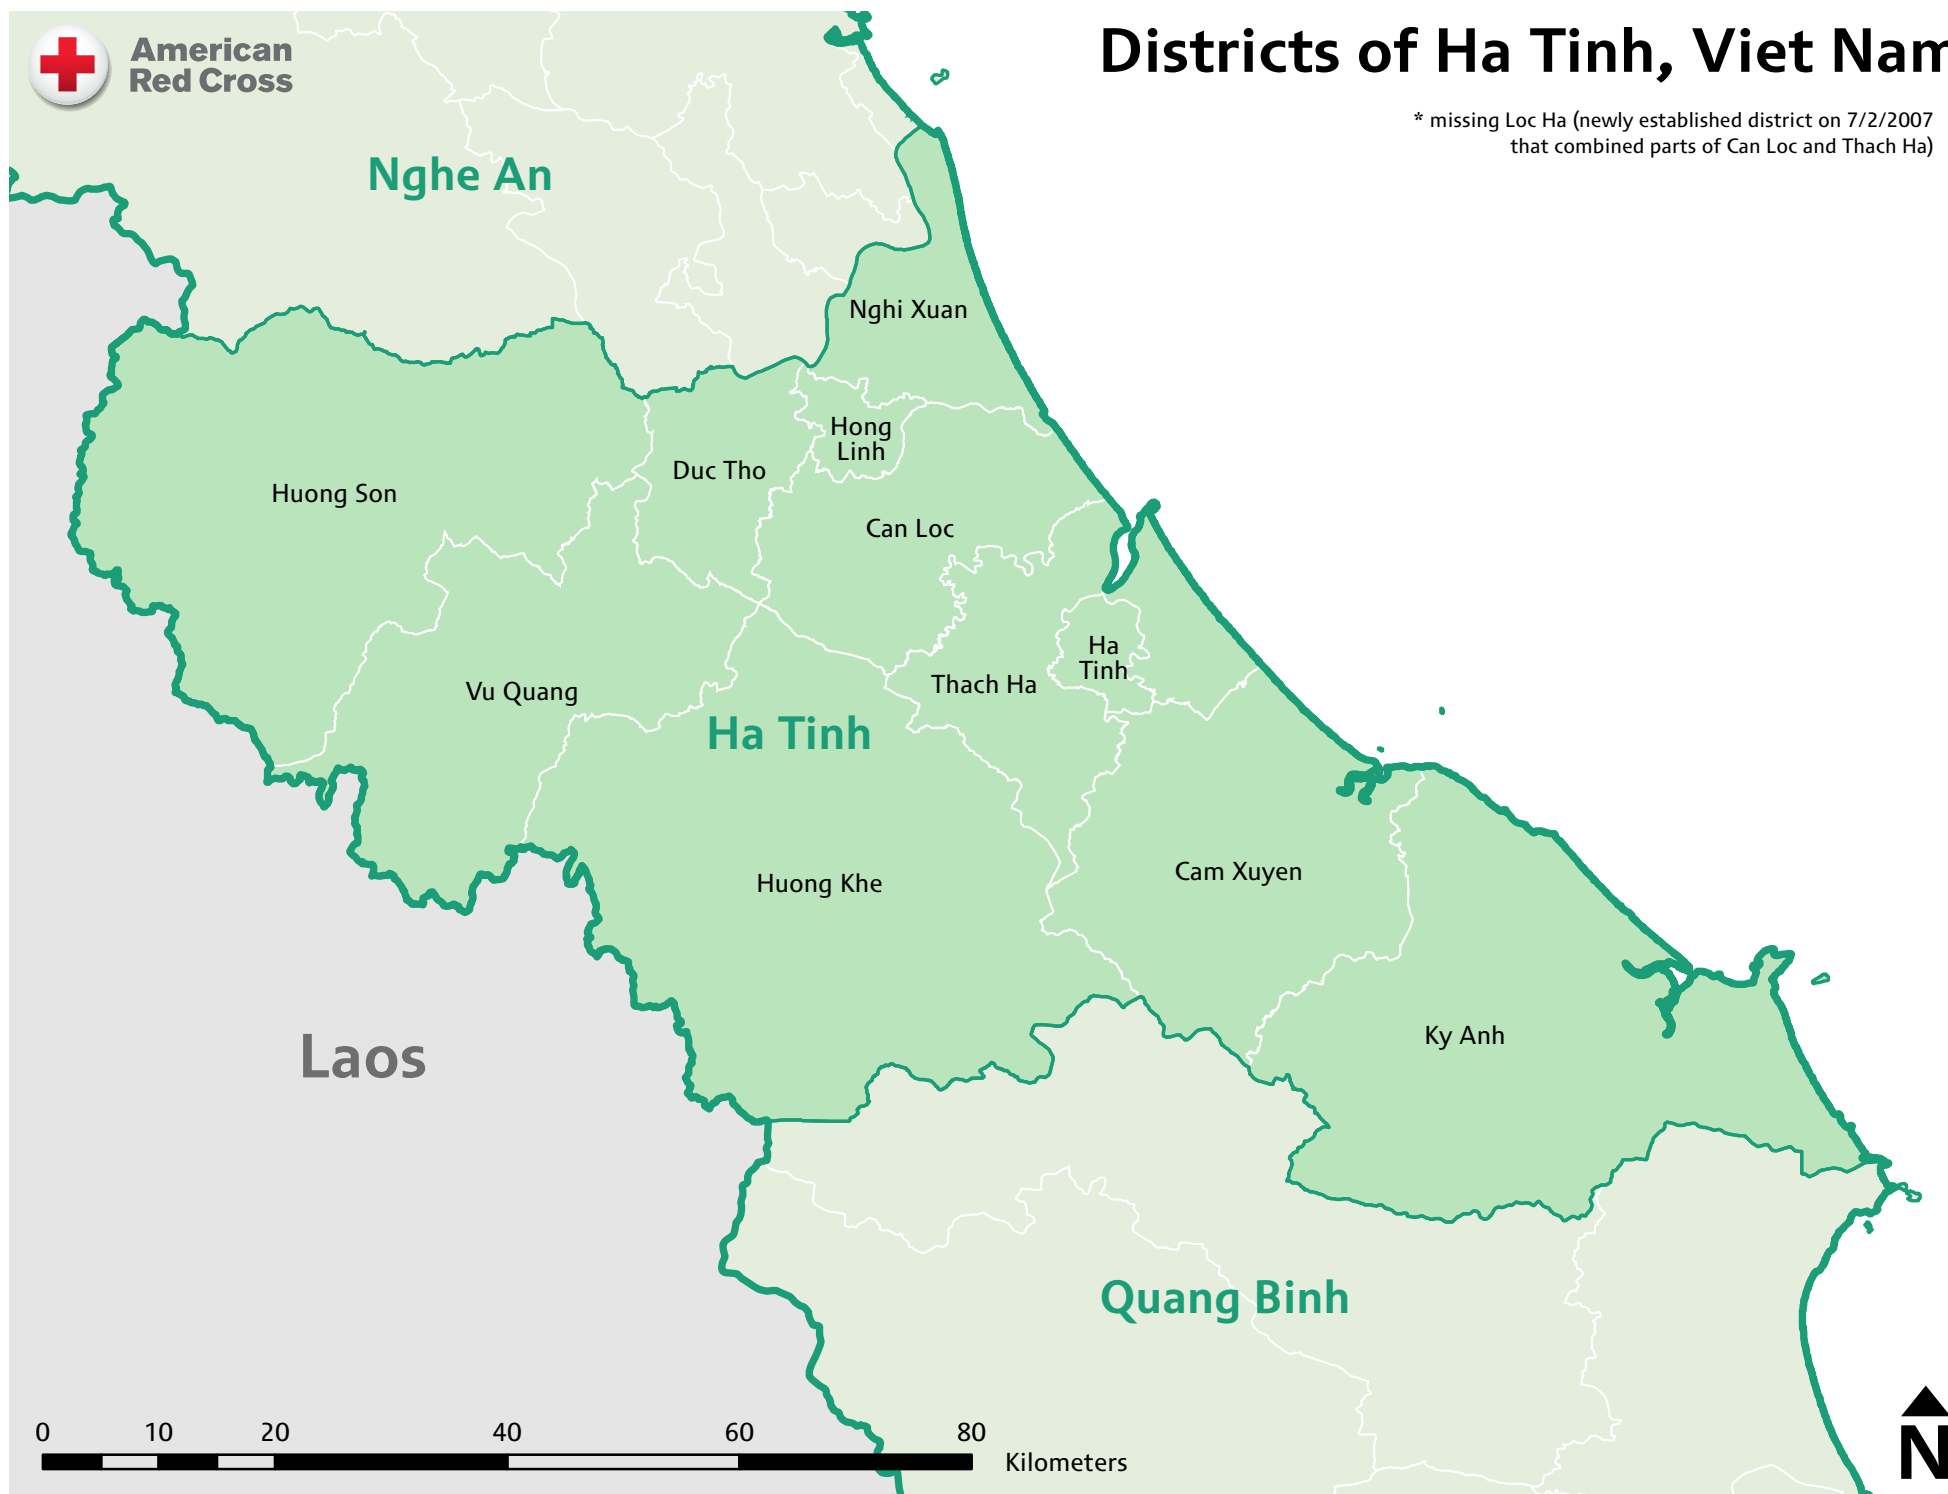 American
Red Cross
Districts of Ha Tinh, Viet Nam
* missing Loc Ha (newly established district on 7/2/2007
that combined parts of Can Loc and Thach Ha)
Nghe An
Nghi Xuan
Hong
Linh
Duc Tho
Huong Son
Can Loc
Ha
Tinh
Thach Ha
Vu Quang
Ha Tinh
Cam Xuyen
Huong Khe
Ky Anh
Laos
Quang Binh
0 10 20 40 60 80
Kilometers
N